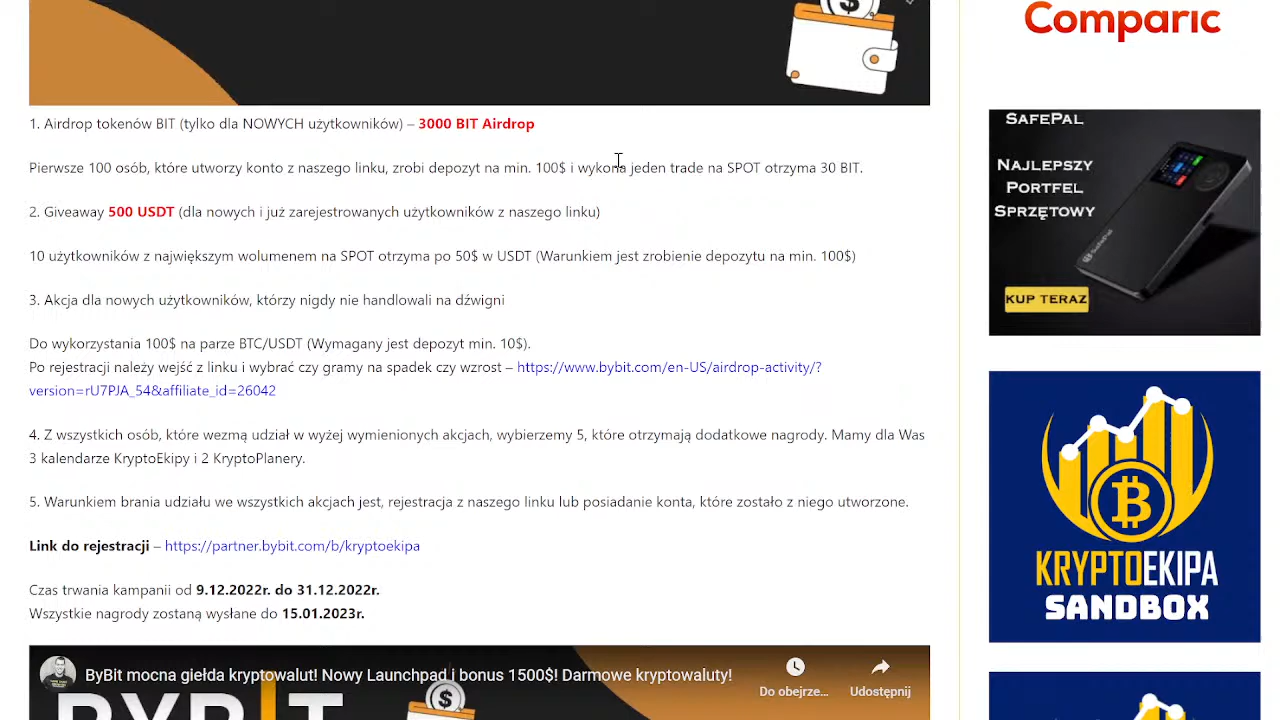 Comparic
1. Airdrop tokenów BIT (tylko dla NOWYCH użytkowników) – 3000 BIT Airdrop
Pierwsze 100 osób, które utworzy konto z naszego linku, zrobi depozyt na min. 100$ i wykona jeden trade na SPOT otrzyma 30 BIT.
2. Giveaway 500 USDT (dla nowych i już zarejestrowanych użytkowników z naszego linku)
10 użytkowników z największym wolumenem na SPOT otrzyma po 50$ w USDT (Warunkiem jest zrobienie depozytu na min. 100$)
3. Akcja dla nowych użytkowników, którzy nigdy nie handlowali na dźwigni
Do wykorzystania 100$ na parze BTC/USDT (Wymagany jest depozyt min. 10$).
Po rejestracji należy wejść z linku i wybrać czy gramy na spadek czy wzrost – https://www.bybit.com/en-US/airdrop-activity/?
version=rU7PJA_54&affiliate_id=26042
4. Z wszystkich osób, które wezmą udział w wyżej wymienionych akcjach, wybierzemy 5, które otrzymają dodatkowe nagrody. Mamy dla Was
3 kalendarze KryptoEkipy i 2 KryptoPlanery.
5. Warunkiem brania udziału we wszystkich akcjach jest, rejestracja z naszego linku lub posiadanie konta, które zostało z niego utworzone.
Link do rejestracji – https://partner.bybit.com/b/kryptoekipa
Czas trwania kampanii od 9.12.2022r. do 31.12.2022r.
Wszystkie nagrody zostaną wysłane do 15.01.2023r.
ByBit mocna giełda kryptowalut! Nowy Launchpad i bonus 1500$! Darmowe kryptowaluty!
Do obejrze...
Udostępnij
BYBIT
SAFEPAL
NAJLEPSZY
PORTFEL
SPRZĘTOWY
SafePal
KUP TERAZ
KRYPTOEKIPA
SANDBOX